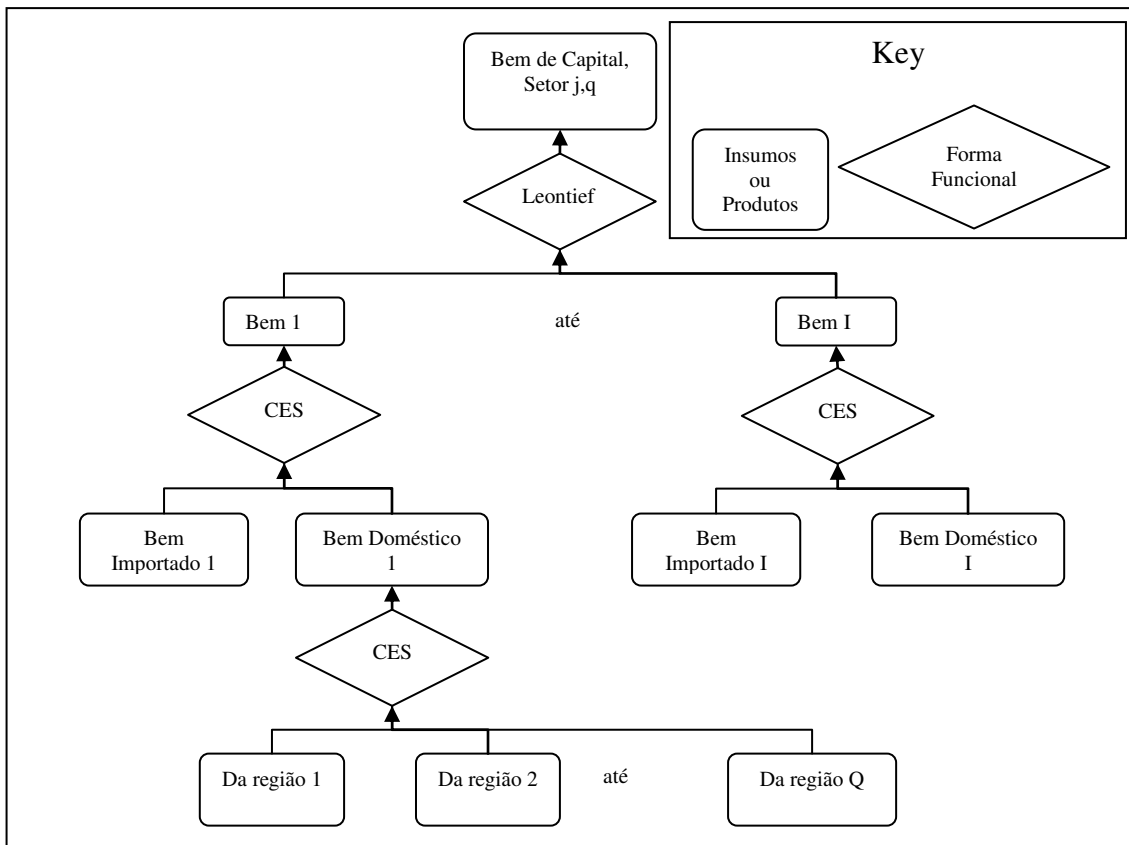 Bem de Capital,
Setor j,q
Key
Insumos
ou
Produtos
Forma
Funcional
Leontief
Bem 1
até
Bem I
CES
CES
Bem
Importado 1
Bem Doméstico
1
Bem
Importado I
Bem Doméstico
I
CES
Da região 1
Da região 2
até
Da região Q